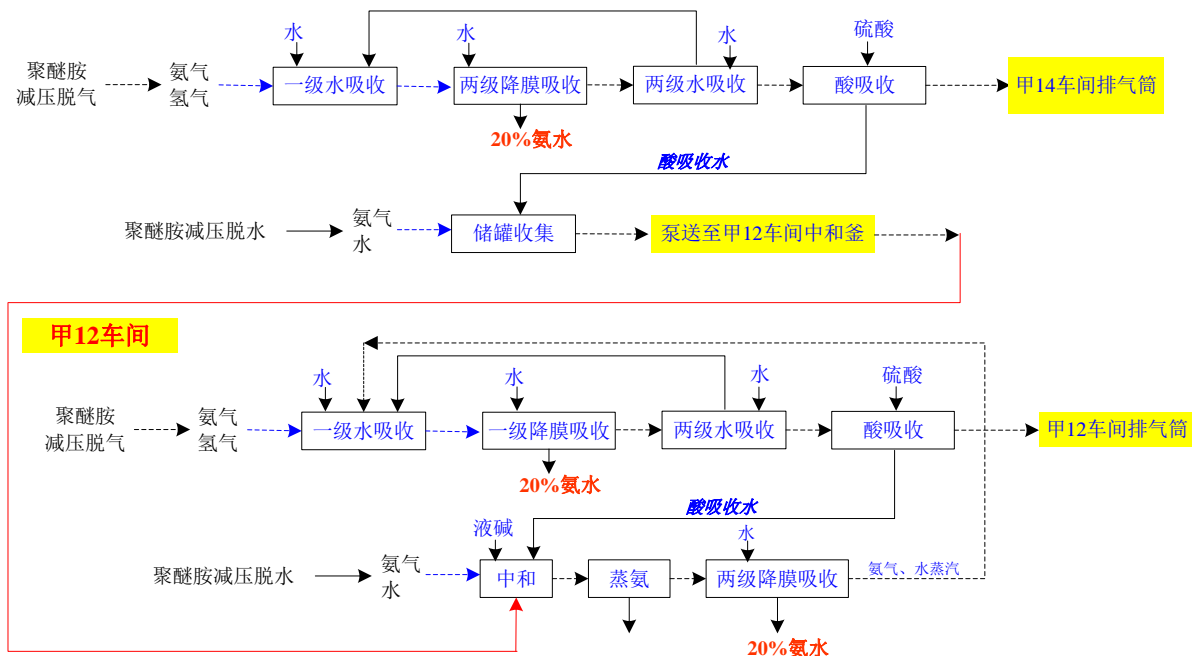 水
水
水
硫酸
聚醚胺
减压脱气
氨气
氢气
一级水吸收
两级降膜吸收
两级水吸收
酸吸收
甲14车间排气筒
20%氨水
酸吸收水
聚醚胺减压脱水
氨气
水
储罐收集
泵送至甲12车间中和釜
甲12车间
水
水
水
硫酸
聚醚胺
减压脱气
氨气
氢气
一级水吸收
一级降膜吸收
两级水吸收
酸吸收
甲12车间排气筒
20%氨水
酸吸收水
液碱
水
聚醚胺减压脱水
氨气
水
中和
蒸氨
两级降膜吸收
氨气、水蒸汽
20%氨水